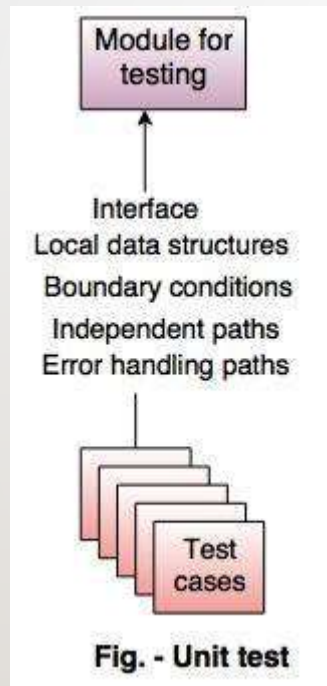 Module for
testing
Interface
Local data structures
Boundary conditions
Independent paths
Error handling paths
Test
cases
Fig. - Unit test